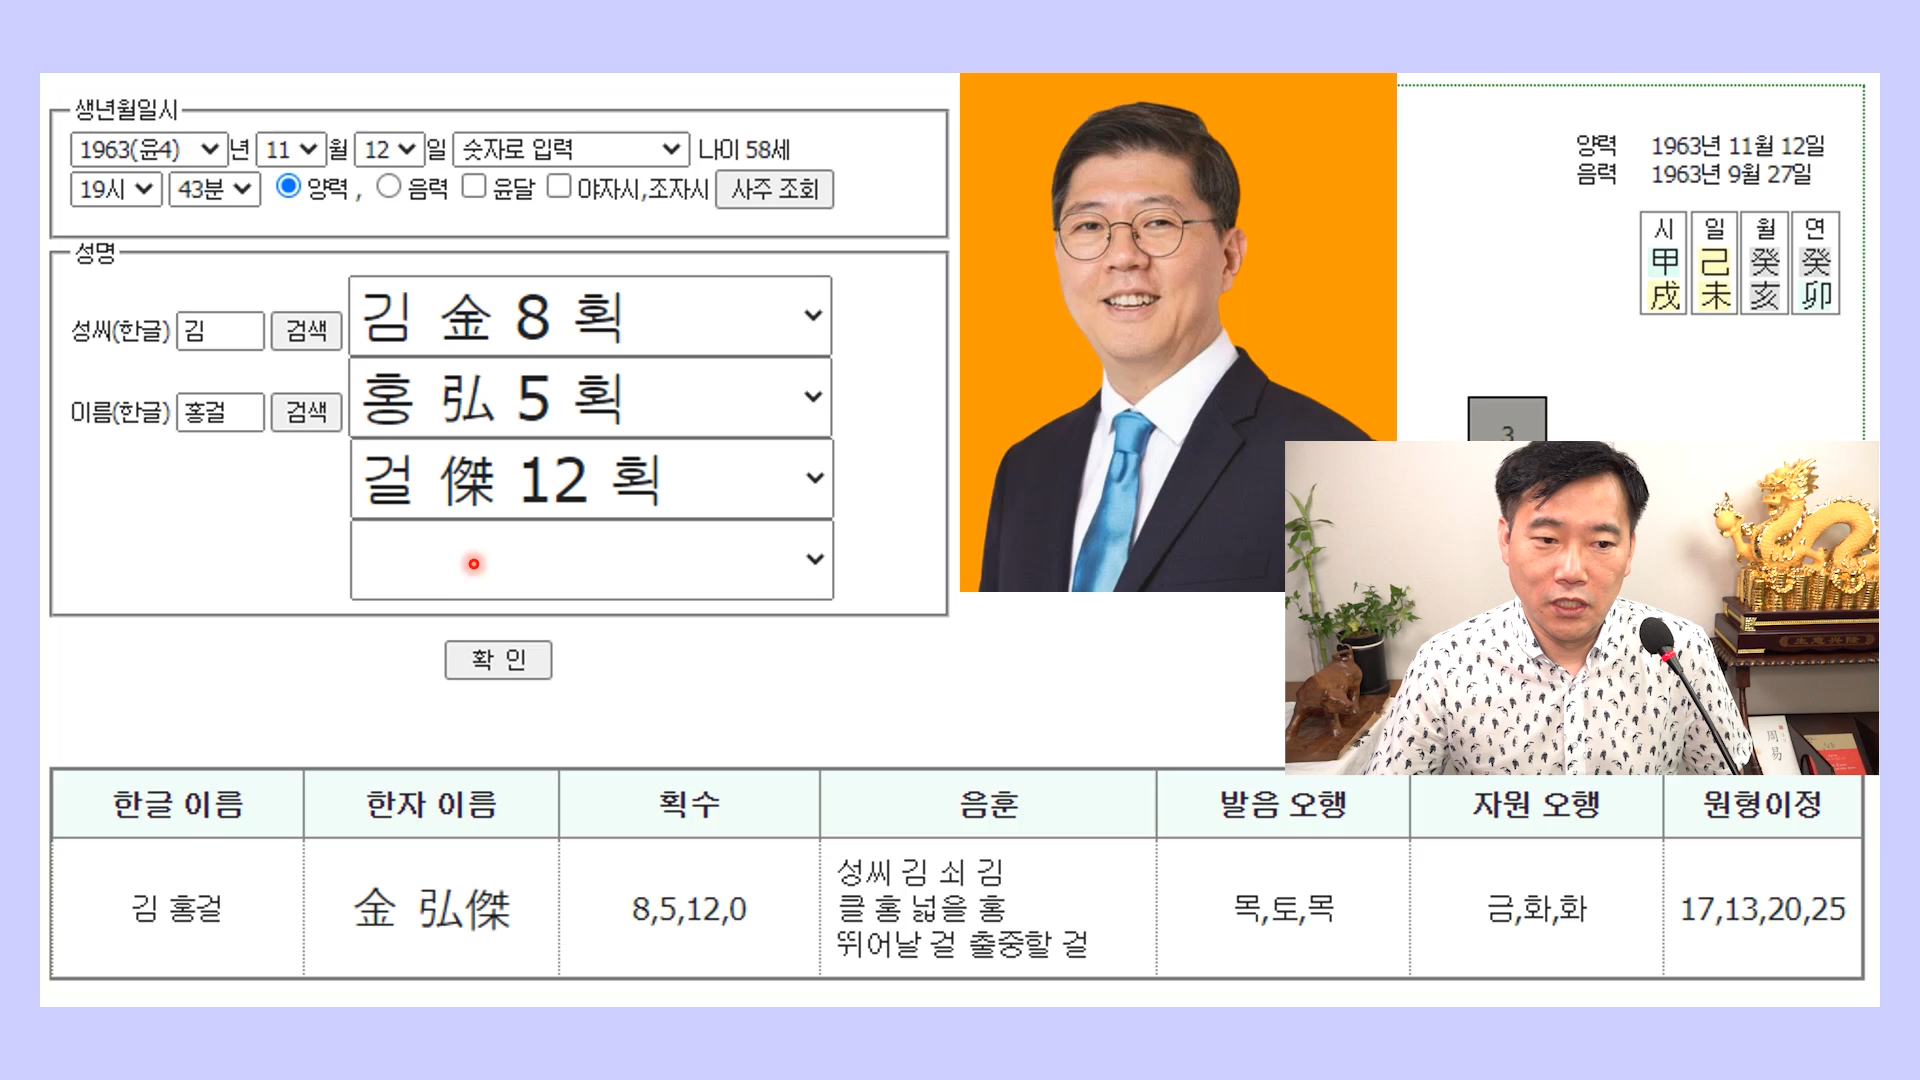 생년월일시
1963(윤4) 년 11 월 12 일 숫자로 입력 나이 58세
19시 43분 양력 , 음력 윤달 야자시,조자시 사주 조회
성명
성씨(한글) 김 검색 김 金 8 획
이름(한글) 홍걸 검색 홍 弘 5 획
걸 傑 12 획
확 인
양력 1963년 11월 12일
음력 1963년 9월 27일
시 일 월 연
甲 己 癸 癸
戌 未 亥 卯
3
周易
한글 이름 한자 이름 획수 음훈 발음 오행 자원 오행 원형이정
김 홍걸 金 弘傑 8,5,12,0 성씨 김 쇠 김
클 홍 넓을 홍
뛰어날 걸 출중할 걸
목,토,목 금,화,화 17,13,20,25